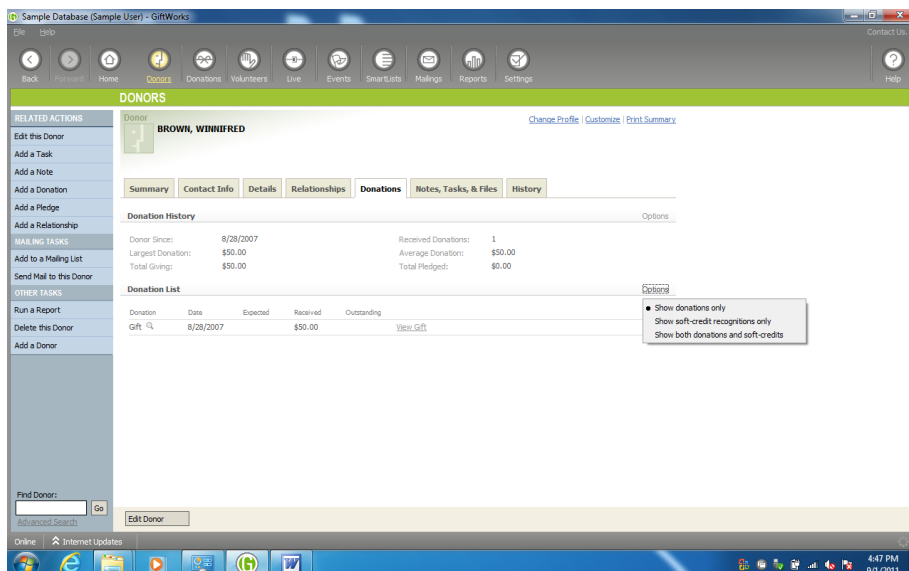 Sample Database (Sample User) - GiftWorks
File Help Contact Us.
Back Forward Home Donors Donations Volunteers Live Events SmartLists Mailings Reports Settings Help
DONORS
RELATED ACTIONS
Edit this Donor
Add a Task
Add a Note
Add a Donation
Add a Pledge
Add a Relationship
MAILING TASKS
Add to a Mailing List
Send Mail to this Donor
OTHER TASKS
Run a Report
Delete this Donor
Add a Donor
Find Donor:
Go
Advanced Search
Donor
BROWN, WINNIFRED
Change Profile | Customize | Print Summary
Summary Contact Info Details Relationships Donations Notes, Tasks, & Files History
Donation History Options
Donor Since: 8/28/2007 Received Donations: 1
Largest Donation: $50.00 Average Donation: $50.00
Total Giving: $50.00 Total Pledged: $0.00
Donation List Options
Donation Date Expected Received Outstanding
Gift 8/28/2007 $50.00 View Gift
Show donations only
Show soft-credit recognitions only
Show both donations and soft-credits
Edit Donor
Online Internet Updates
4:47 PM
9/1/2011